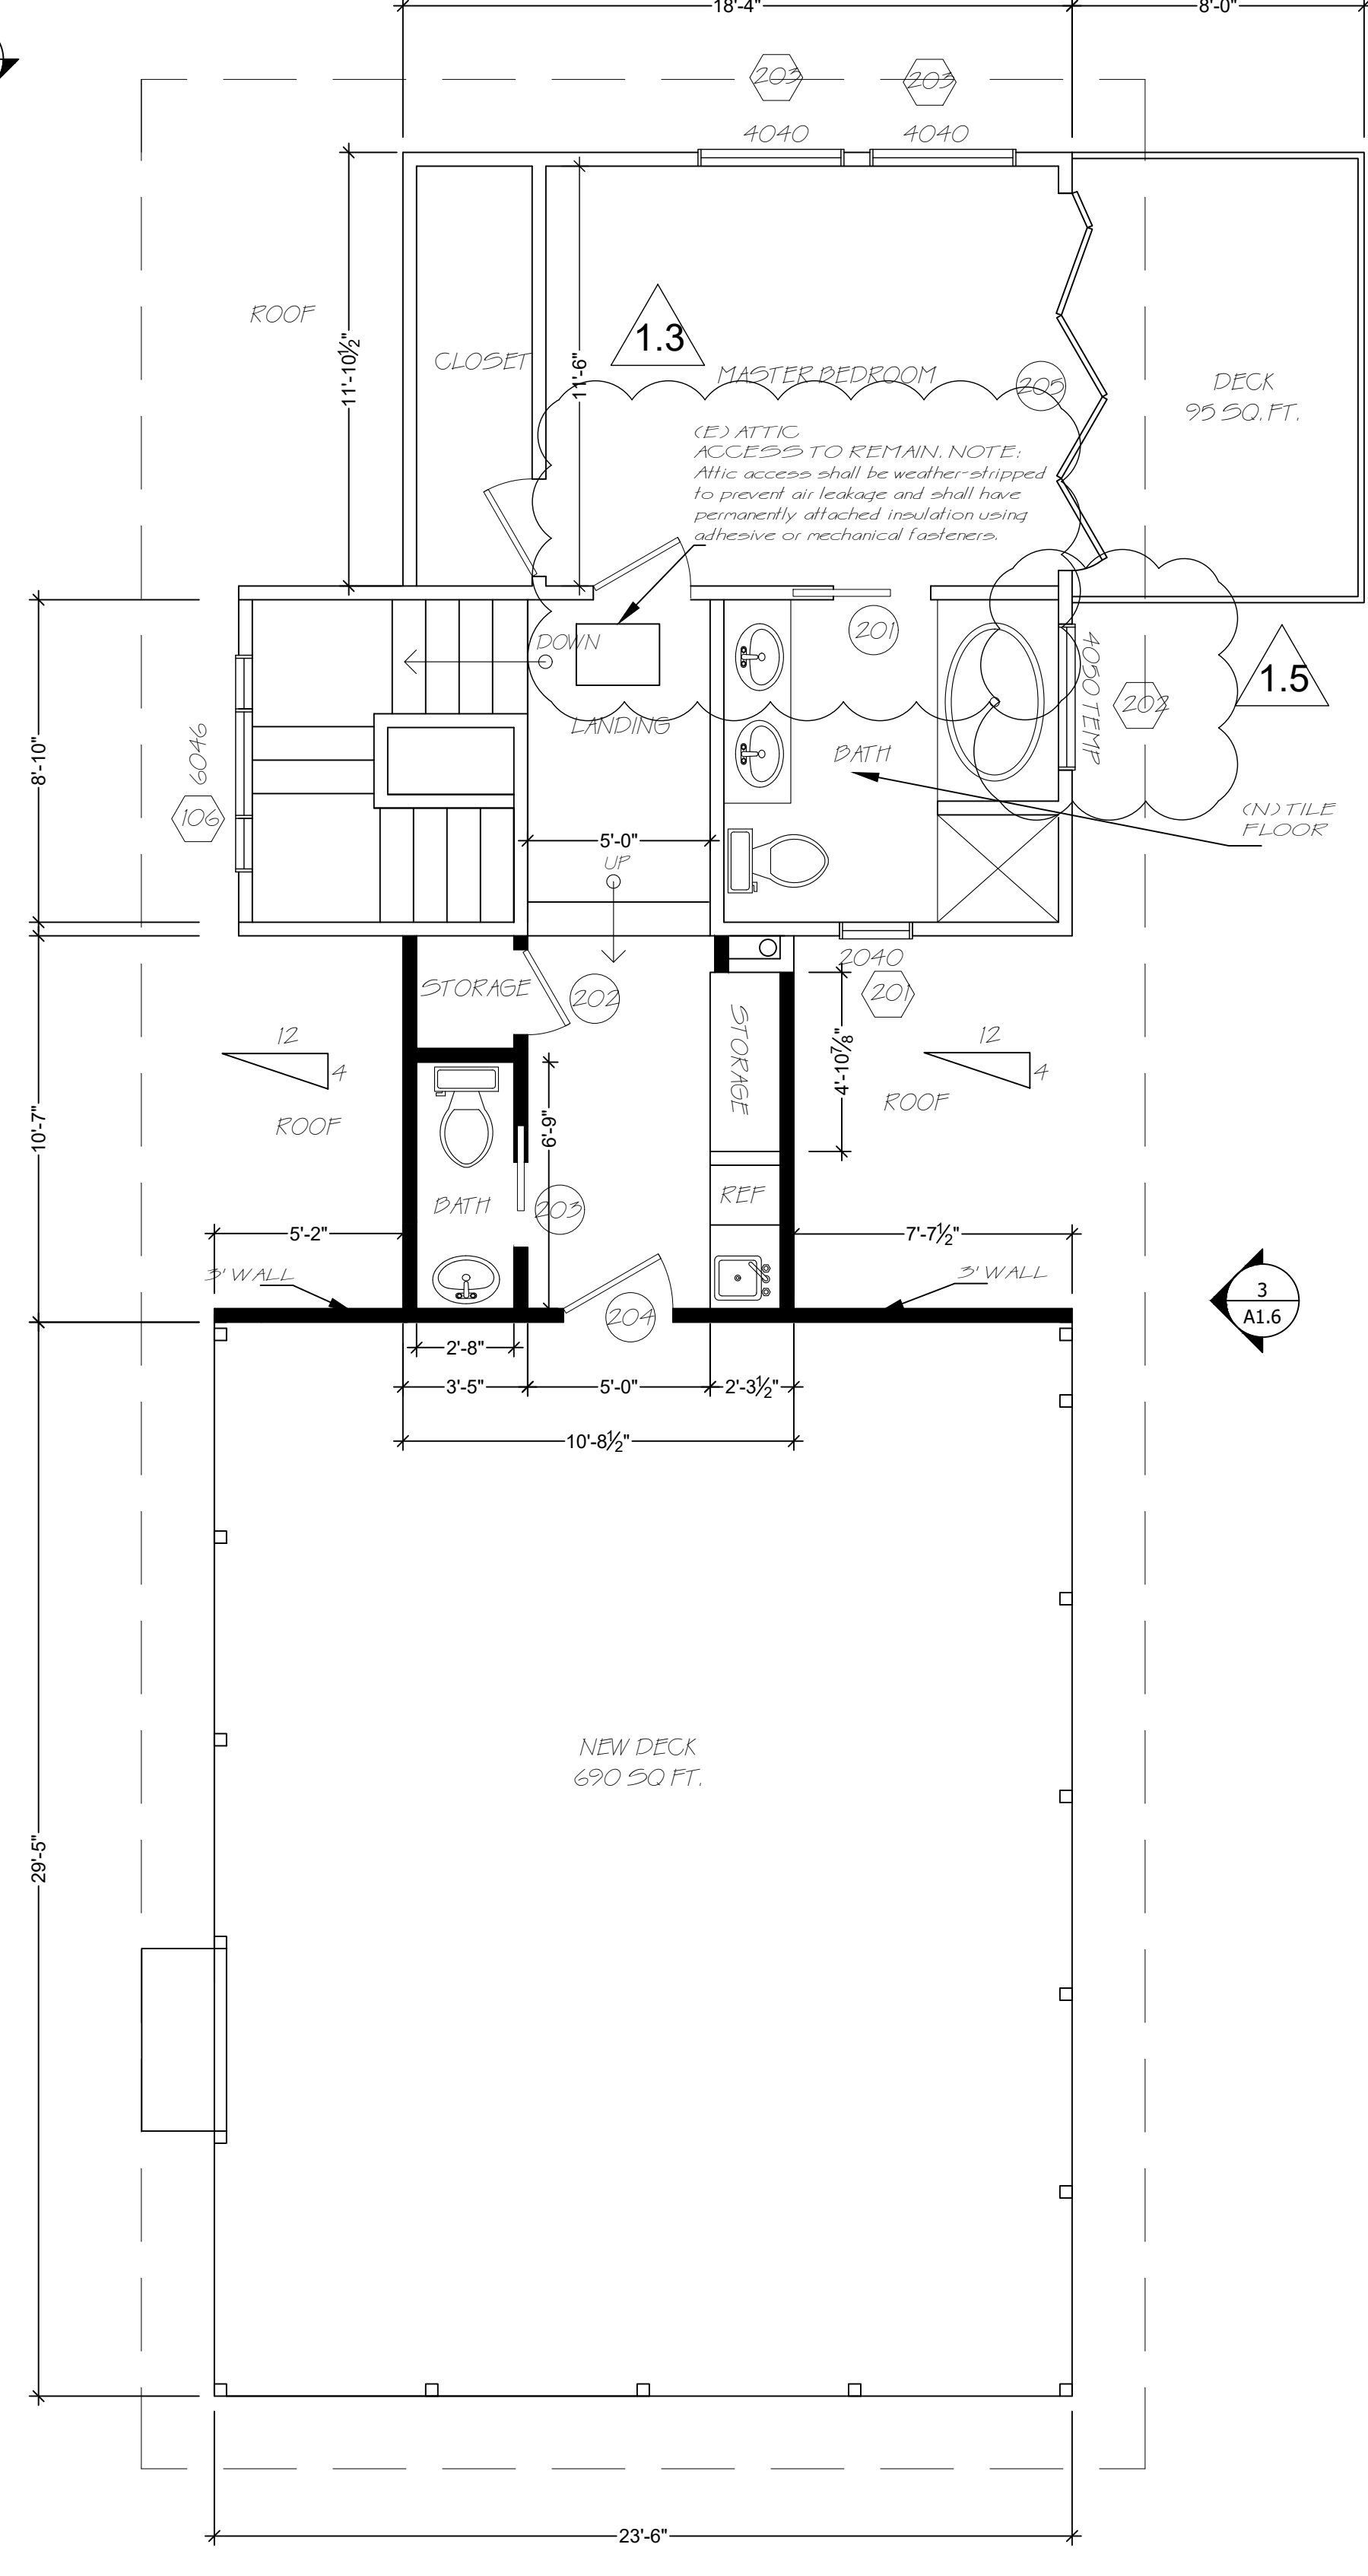 18'-4"
8'-0"
203
203
4040
4040
ROOF
11'-10½"
CLOSET
11'-6"
1.3
MASTER BEDROOM
205
DECK
95 SQ. FT.
(E) ATTIC
ACCESS TO REMAIN. NOTE:
Attic access shall be weather-stripped
to prevent air leakage and shall have
permanently attached insulation using
adhesive or mechanical fasteners.
DOWN
201
4050 TEMP
202
1.5
LANDING
BATH
6046
106
8'-10"
(N) TILE
FLOOR
5'-0"
UP
2040
201
STORAGE
202
STORAGE
4'-10⅞"
12
4
ROOF
12
4
ROOF
10'-7"
6'-9"
BATH
203
REF
5'-2"
7'-7½"
3' WALL
3' WALL
204
3
A1.6
2'-8"
3'-5"
5'-0"
2'-3½"
10'-8½"
NEW DECK
690 SQ FT.
29'-5"
23'-6"